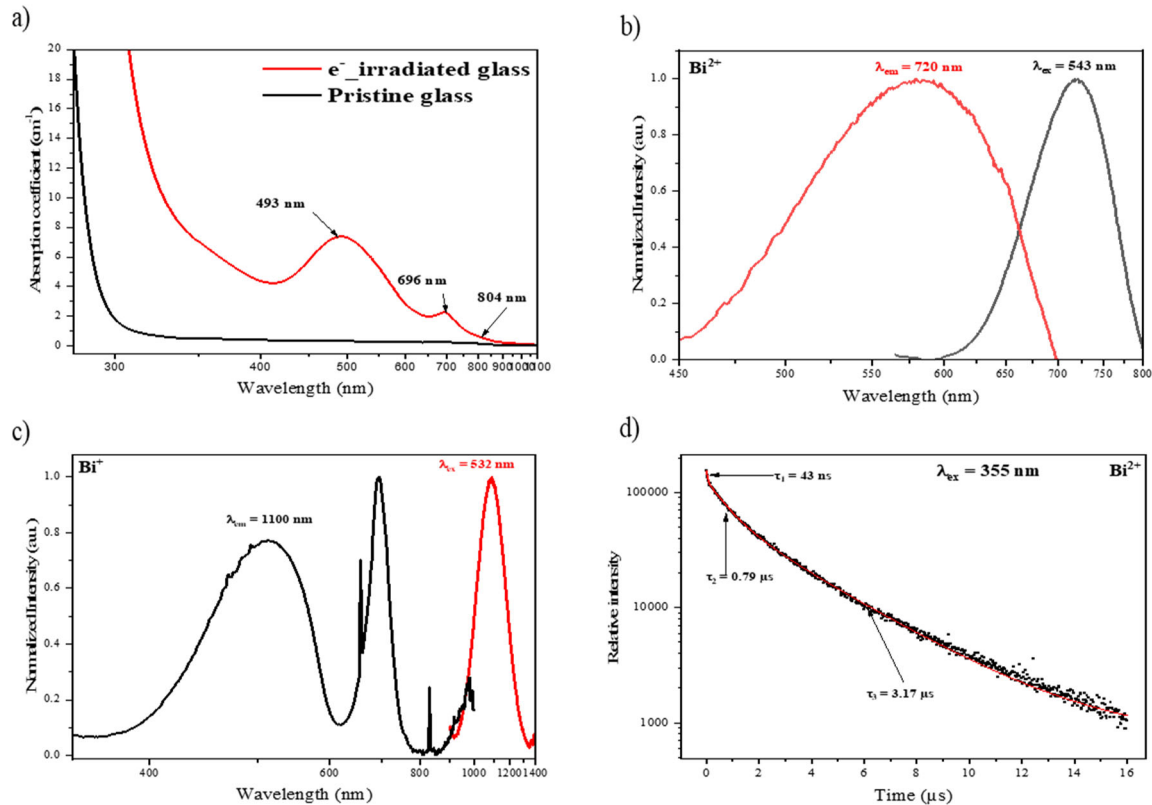 a)
20
18
16
14
12
10
8
6
4
2
0
Absorption coefficient (cm⁻¹)
e⁻_irradiated glass
Pristine glass
493 nm
696 nm
804 nm
300 400 500 600 700 800 900 1000 1100
Wavelength (nm)
b)
Bi²⁺
λem = 720 nm
λex = 543 nm
1.0
0.8
0.6
0.4
0.2
0.0
Normalized Intensity (a.u.)
450 500 550 600 650 700 750 800
Wavelength (nm)
c)
Bi⁺
λex = 532 nm
λem = 1100 nm
1.0
0.8
0.6
0.4
0.2
0.0
Normalized Intensity (a.u.)
400 600 800 1000 1200 1400
Wavelength (nm)
d)
λex = 355 nm
Bi²⁺
τ₁ = 43 ns
τ₂ = 0.79 µs
τ₃ = 3.17 µs
100000
10000
1000
Relative intensity
0 2 4 6 8 10 12 14 16
Time (µs)